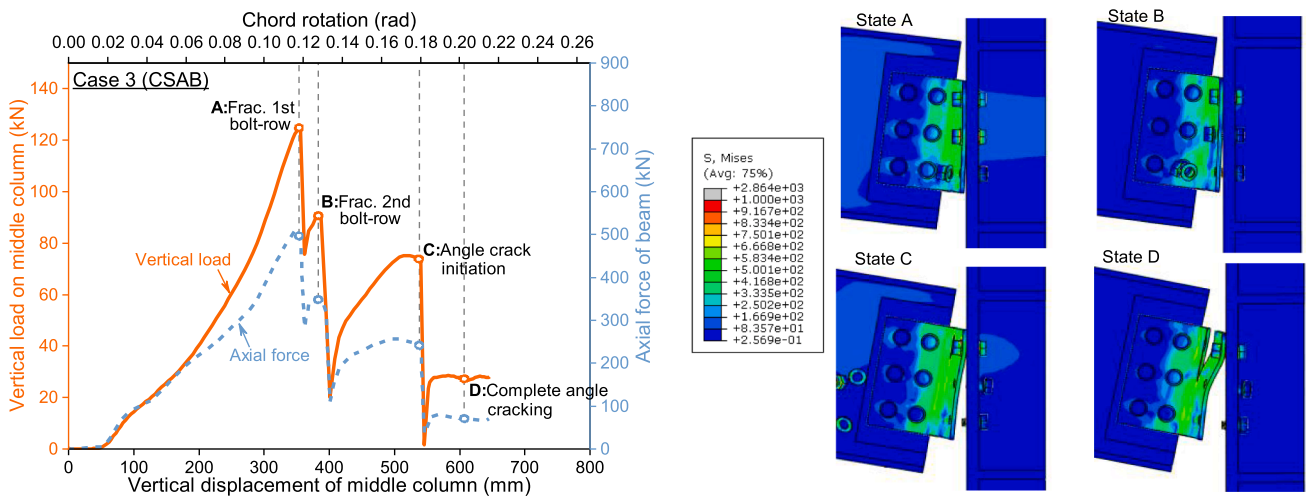 Chord rotation (rad)
0.00 0.02 0.04 0.06 0.08 0.10 0.12 0.14 0.16 0.18 0.20 0.22 0.24 0.26
Case 3 (CSAB)
A:Frac. 1st
bolt-row
B:Frac. 2nd
bolt-row
C:Angle crack
initiation
D:Complete angle
cracking
Vertical load
Axial force
Vertical load on middle column (kN)
140
120
100
80
60
40
20
0
Axial force of beam (kN)
900
800
700
600
500
400
300
200
100
0
0 100 200 300 400 500 600 700 800
Vertical displacement of middle column (mm)
S, Mises
(Avg: 75%)
+2.864e+03
+1.000e+03
+9.167e+02
+8.334e+02
+7.501e+02
+6.668e+02
+5.834e+02
+5.001e+02
+4.168e+02
+3.335e+02
+2.502e+02
+1.669e+02
+8.357e+01
+2.569e-01
State A
State B
State C
State D